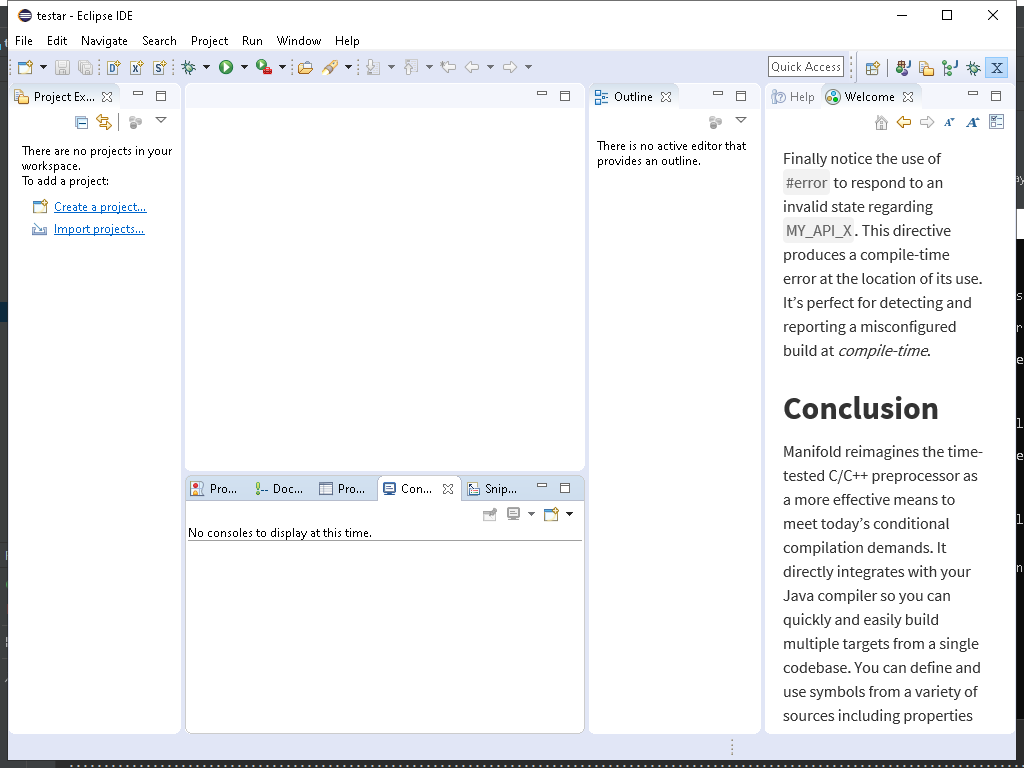 testar - Eclipse IDE
File Edit Navigate Search Project Run Window Help
Quick Access
Project Ex...
There are no projects in your
workspace.
To add a project:
Create a project...
Import projects...
Outline
There is no active editor that
provides an outline.
Help Welcome
Finally notice the use of
#error to respond to an
invalid state regarding
MY_API_X. This directive
produces a compile-time
error at the location of its use.
It’s perfect for detecting and
reporting a misconfigured
build at compile-time.
Conclusion
Manifold reimagines the time-
tested C/C++ preprocessor as
a more effective means to
meet today’s conditional
compilation demands. It
directly integrates with your
Java compiler so you can
quickly and easily build
multiple targets from a single
codebase. You can define and
use symbols from a variety of
sources including properties
Pro... Doc... Pro... Con... Snip...
No consoles to display at this time.